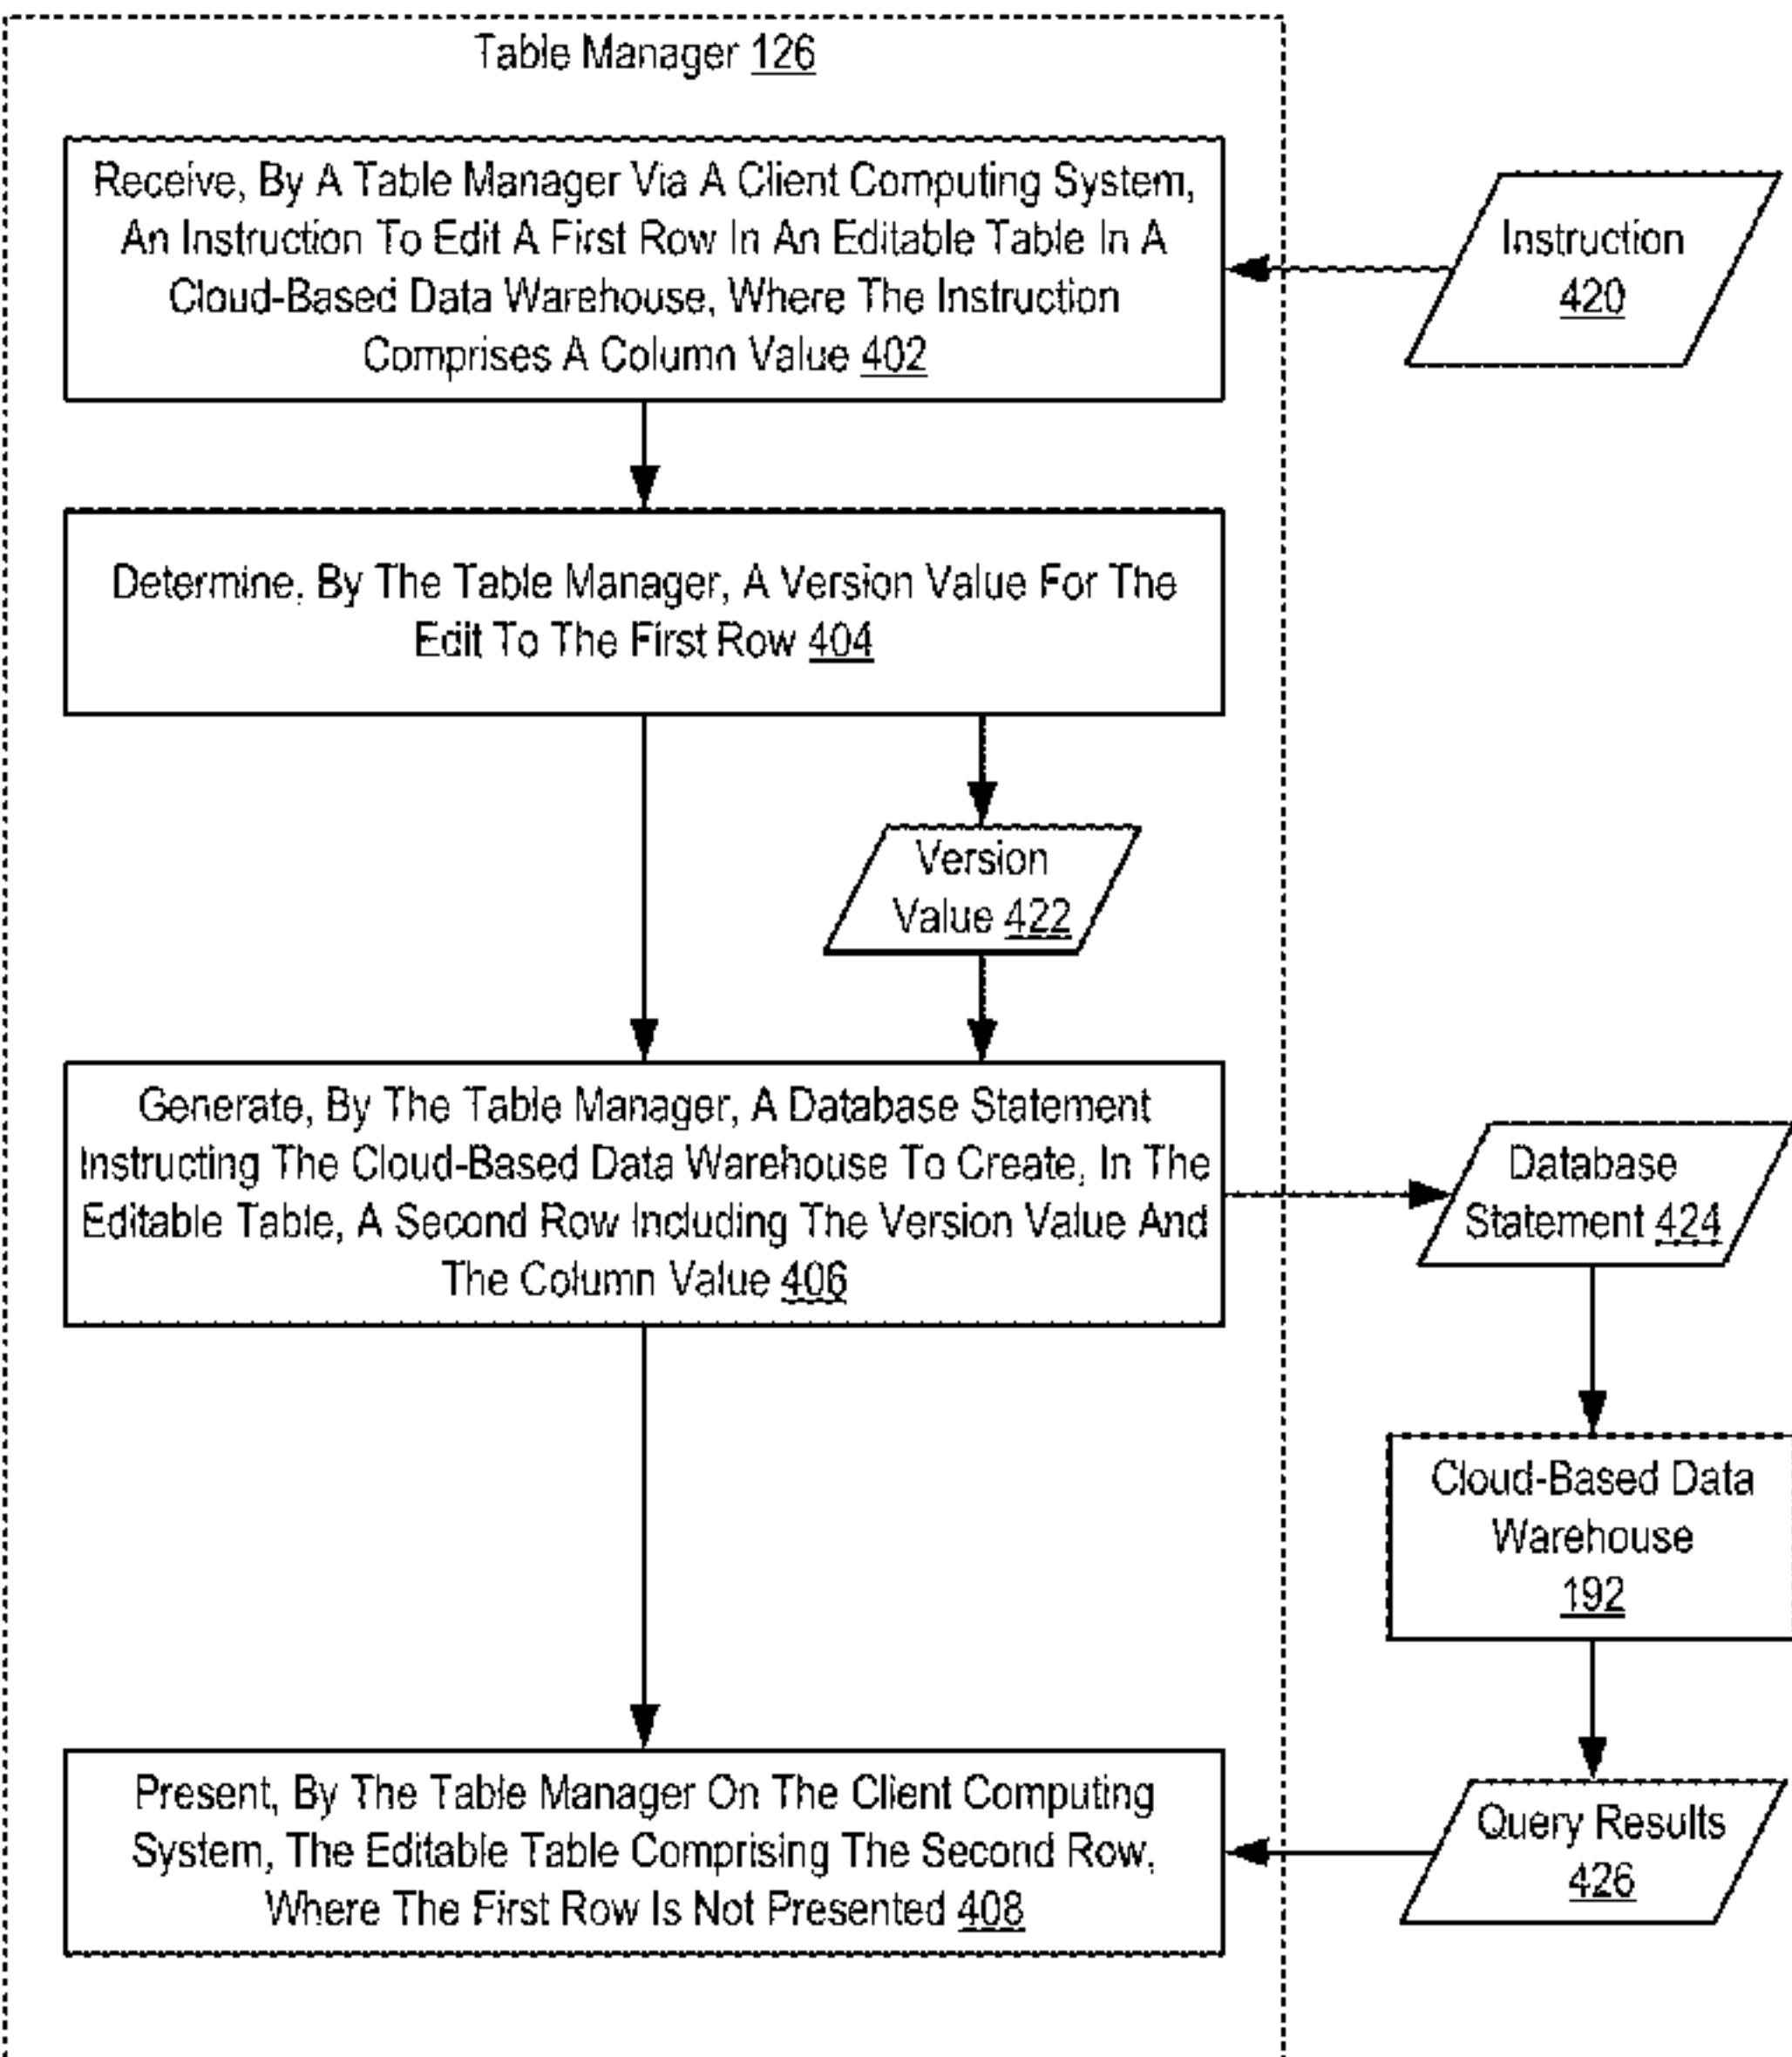 Table Manager 126
Receive, By A Table Manager Via A Client Computing System,
An Instruction To Edit A First Row In An Editable Table In A
Cloud-Based Data Warehouse, Where The Instruction
Comprises A Column Value 402
Instruction
420
Determine, By The Table Manager, A Version Value For The
Edit To The First Row 404
Version
Value 422
Generate, By The Table Manager, A Database Statement
Instructing The Cloud-Based Data Warehouse To Create, In The
Editable Table, A Second Row Including The Version Value And
The Column Value 406
Database
Statement 424
Cloud-Based Data
Warehouse
192
Present, By The Table Manager On The Client Computing
System, The Editable Table Comprising The Second Row,
Where The First Row Is Not Presented 408
Query Results
426